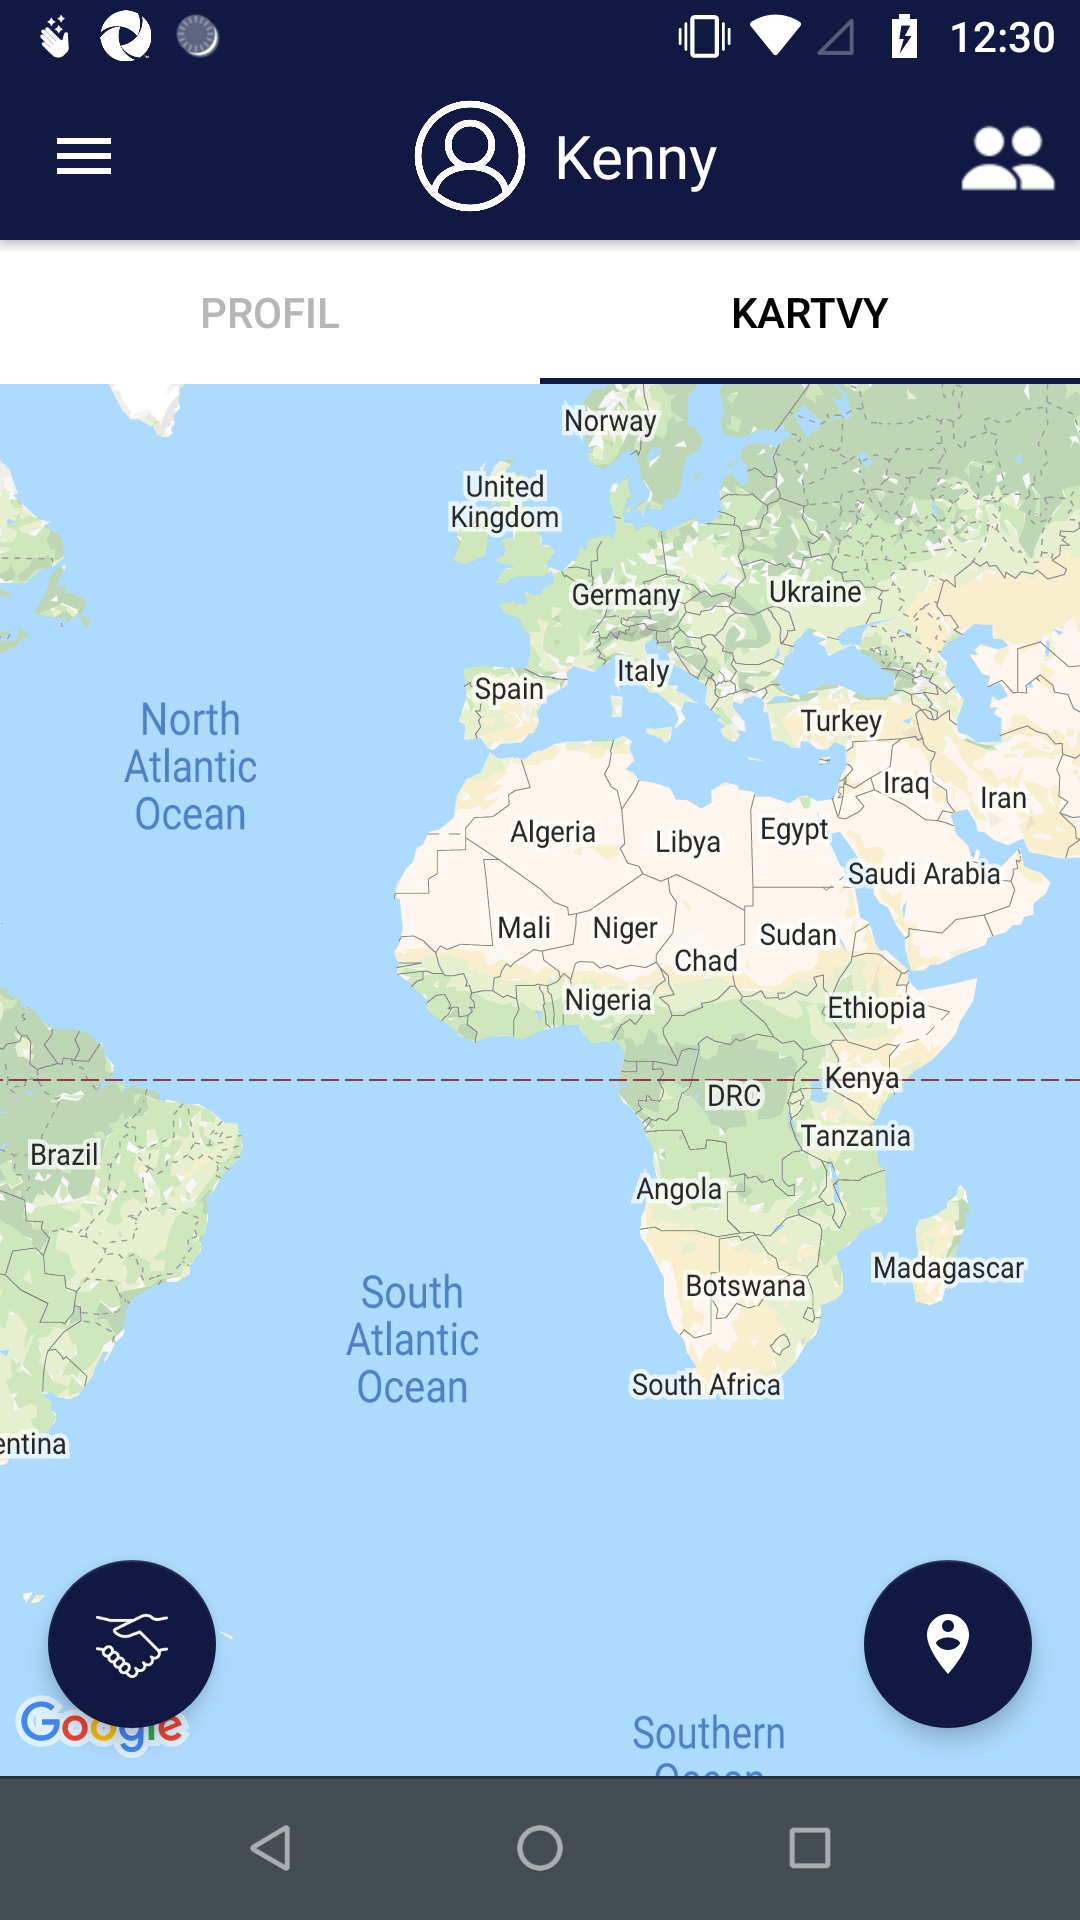 12:30
Kenny
PROFIL
KARTVY
Norway
United
Kingdom
Germany
Ukraine
Italy
Spain
Turkey
North
Atlantic
Ocean
Iraq
Iran
Algeria
Libya
Egypt
Saudi Arabia
Mali
Niger
Sudan
Chad
Nigeria
Ethiopia
Kenya
DRC
Tanzania
Brazil
Angola
Madagascar
Botswana
South
Atlantic
Ocean
South Africa
entina
Google
Southern
Ocean